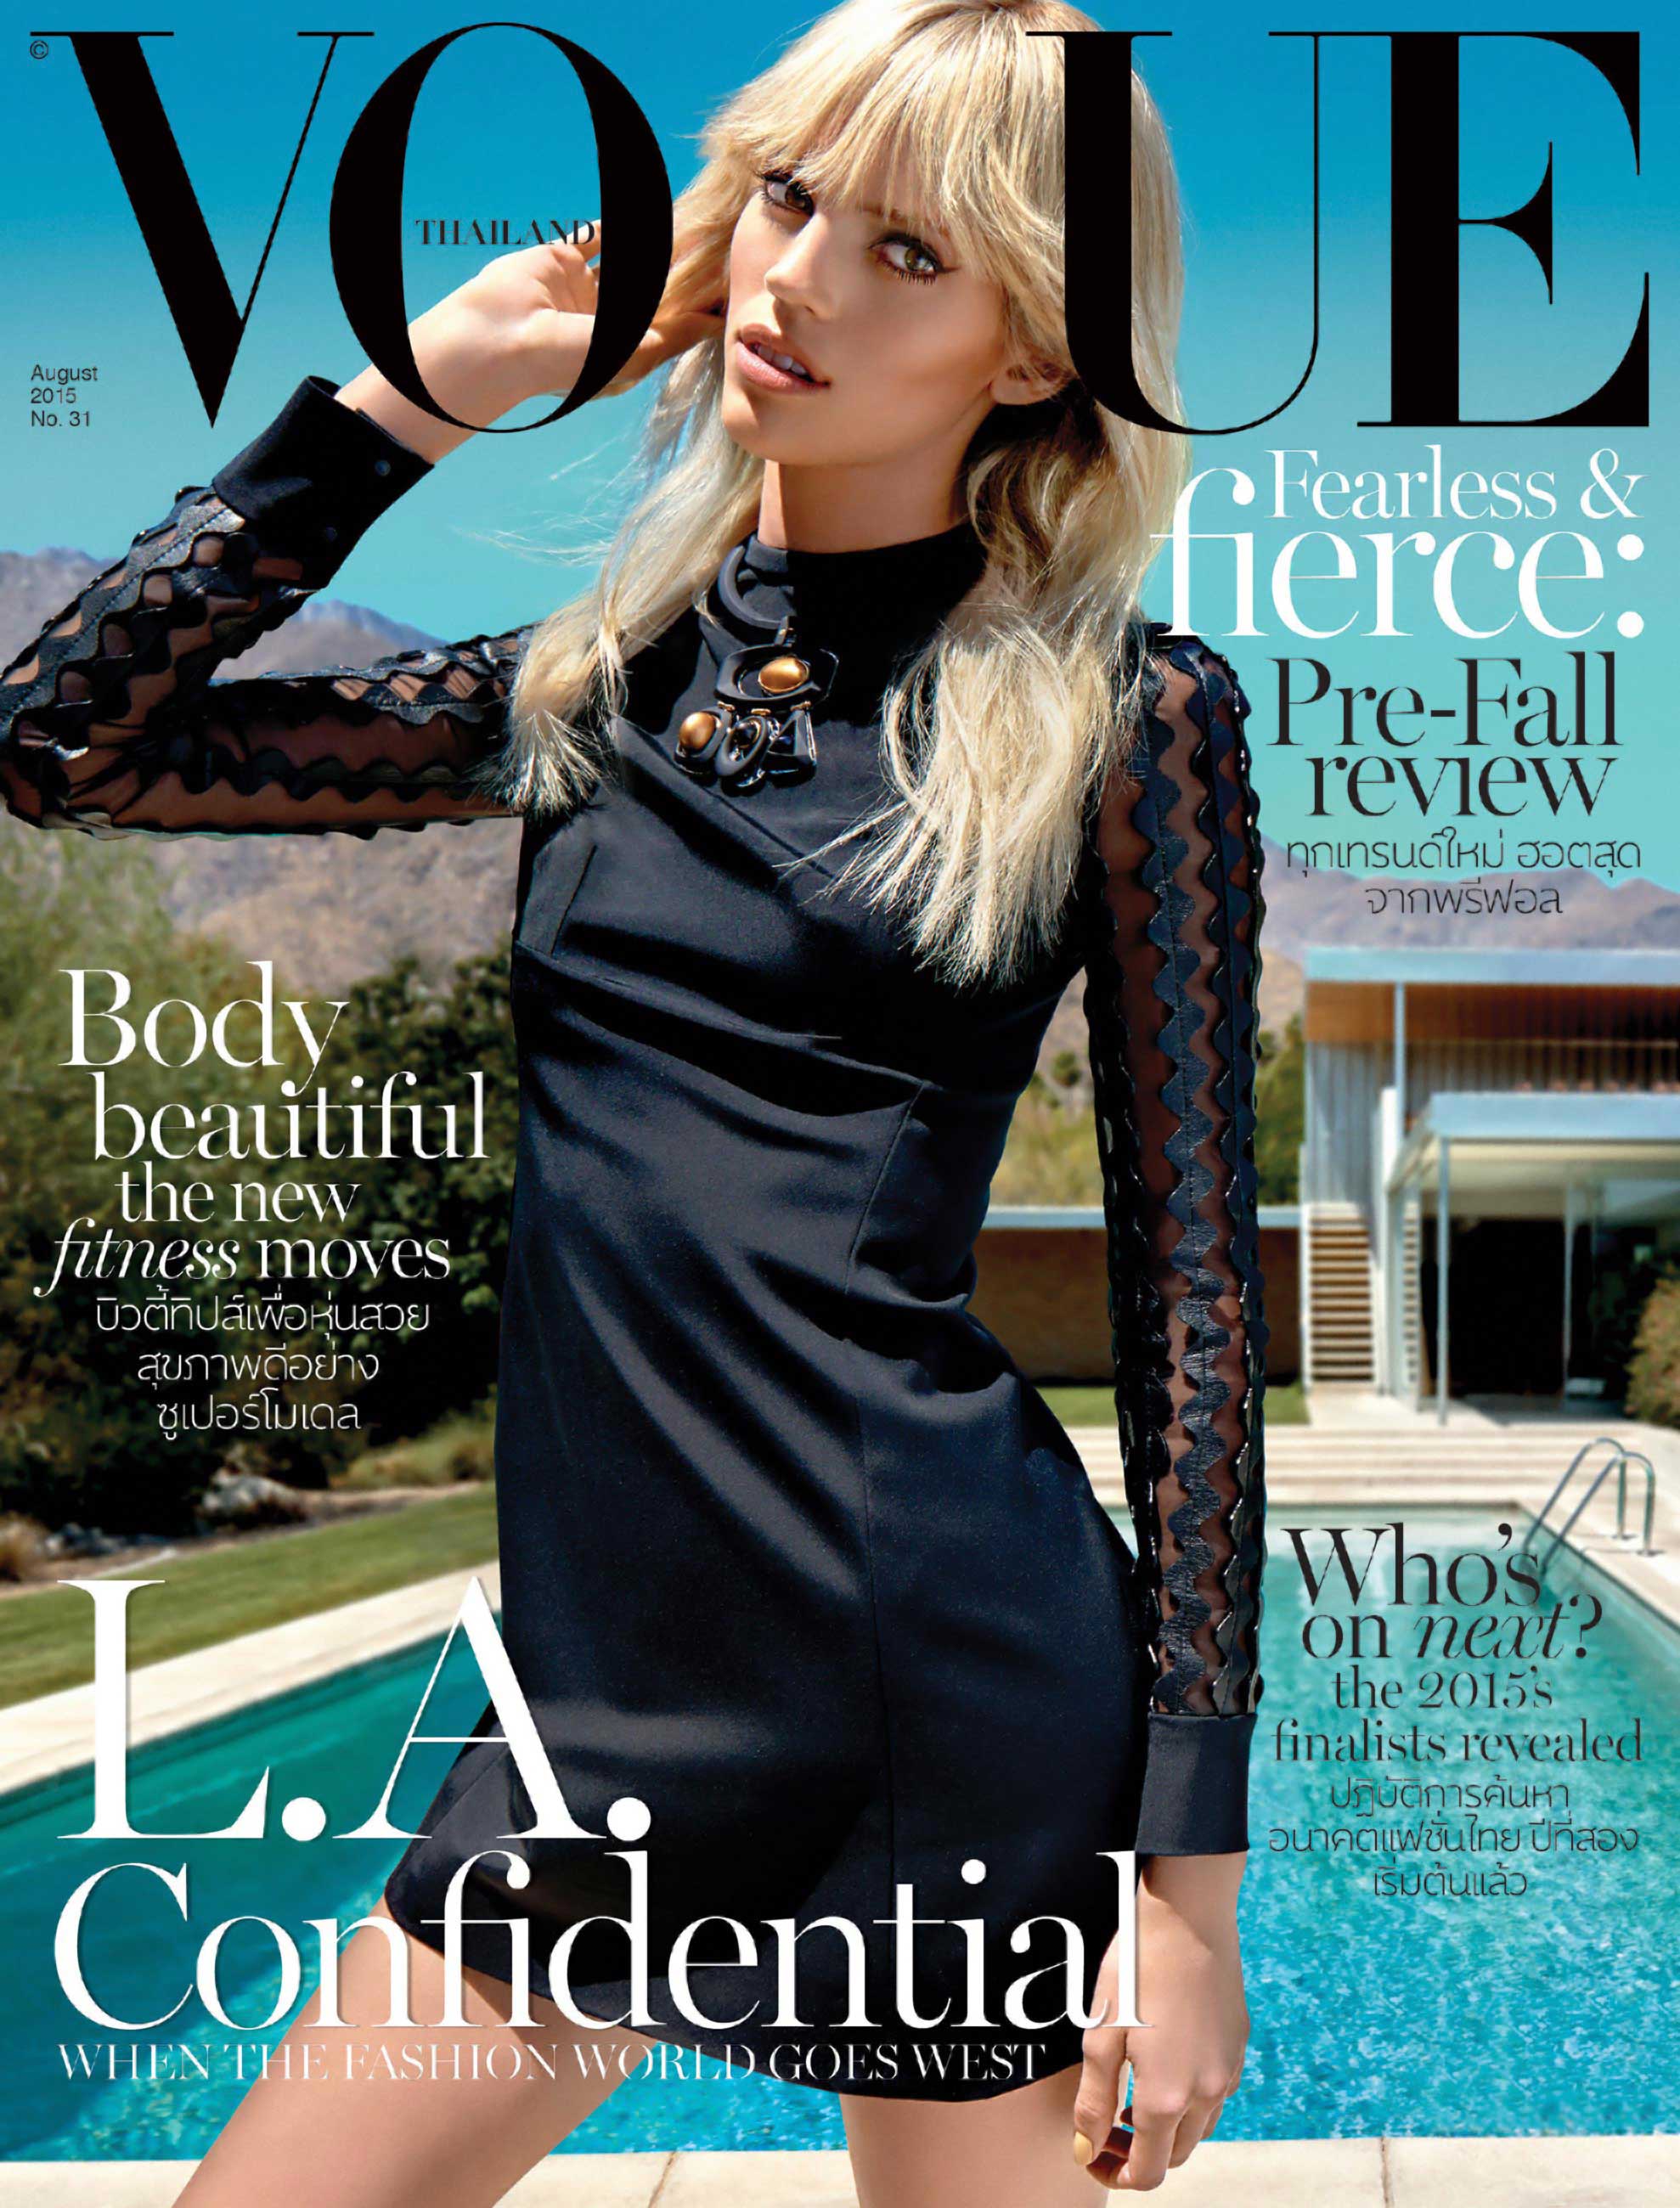 ©
VOGUE
THAILAND
August
2015
No. 31
Fearless &
fierce:
Pre-Fall
review
ทุกเทรนด์ใหม่ ฮอตสุด
จากพรีฟอล
Body
beautiful
the new
fitness moves
บิวตี้ทิปส์เพื่อหุ่นสวย
สุขภาพดีอย่าง
ซูเปอร์โมเดล
L.A.
Confidential
WHEN THE FASHION WORLD GOES WEST
Who's
on next?
the 2015's
finalists revealed
ปฏิบัติการค้นหา
อนาคตแฟชั่นไทย ปีที่สอง
เริ่มต้นแล้ว